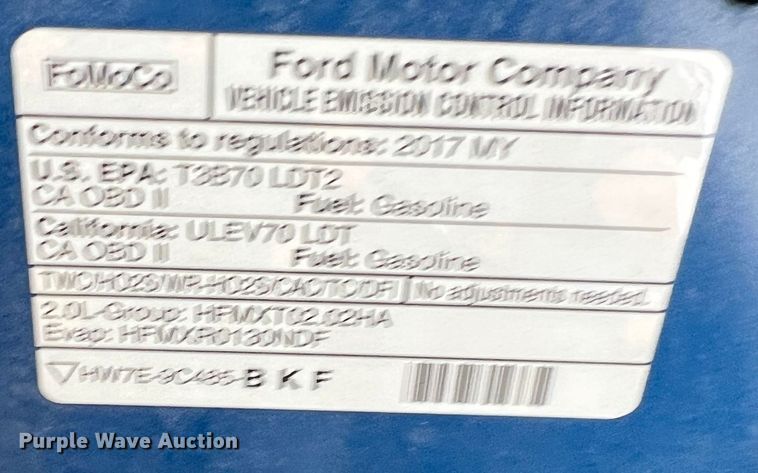 FoMoCo
Ford Motor Company
VEHICLE EMISSION CONTROL INFORMATION
Conforms to regulations: 2017 MY
U.S. EPA: T3B70 LDT2
CA OBD II Fuel: Gasoline
California: ULEV70 LDT
CA OBD II Fuel: Gasoline
TWC/HO2S/WR-HO2S/CAC/TC/DFI No adjustments needed.
2.0L-Group: HFMXT02.02HA
Evap: HFMXR0130NDF
HW7E-9C485-B K F
Purple Wave Auction